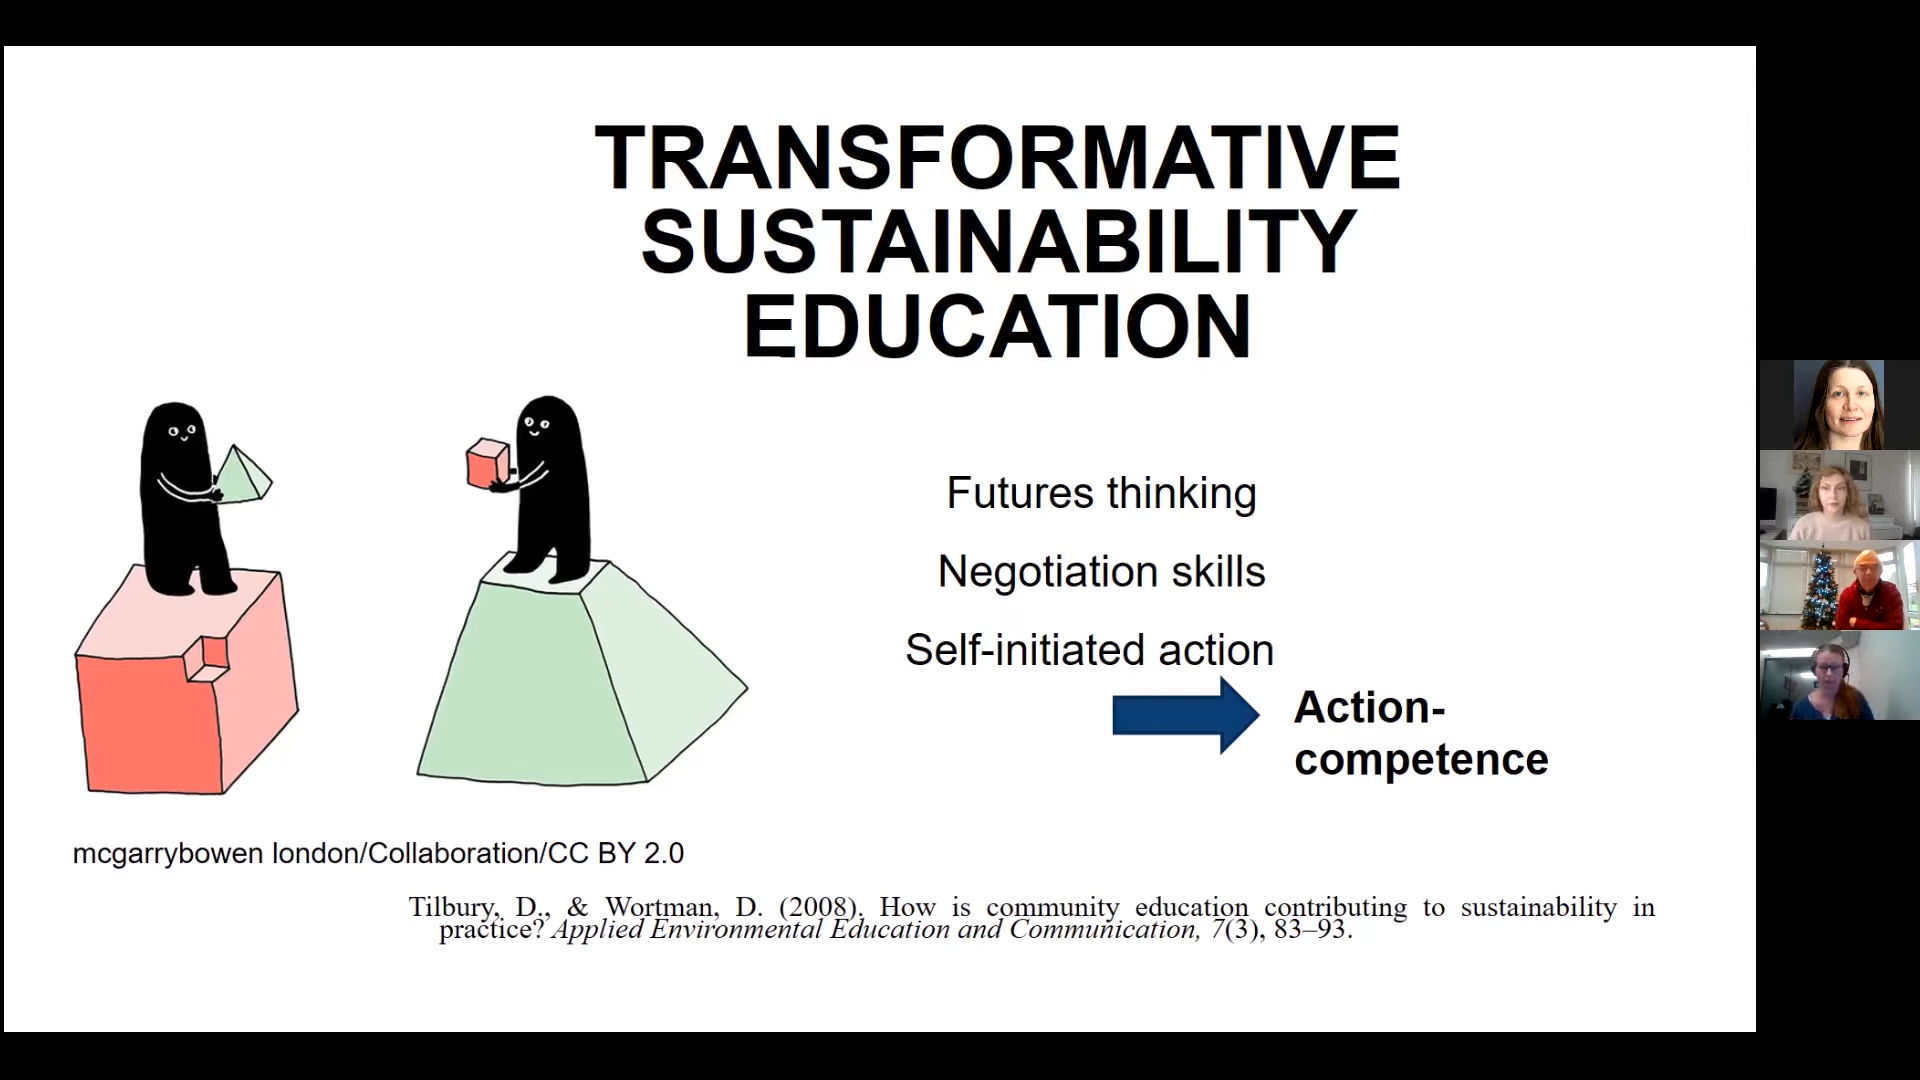 TRANSFORMATIVE
SUSTAINABILITY
EDUCATION
Futures thinking
Negotiation skills
Self-initiated action
Action-
competence
mcgarrybowen london/Collaboration/CC BY 2.0
Tilbury, D., & Wortman, D. (2008). How is community education contributing to sustainability in
practice? Applied Environmental Education and Communication, 7(3), 83–93.